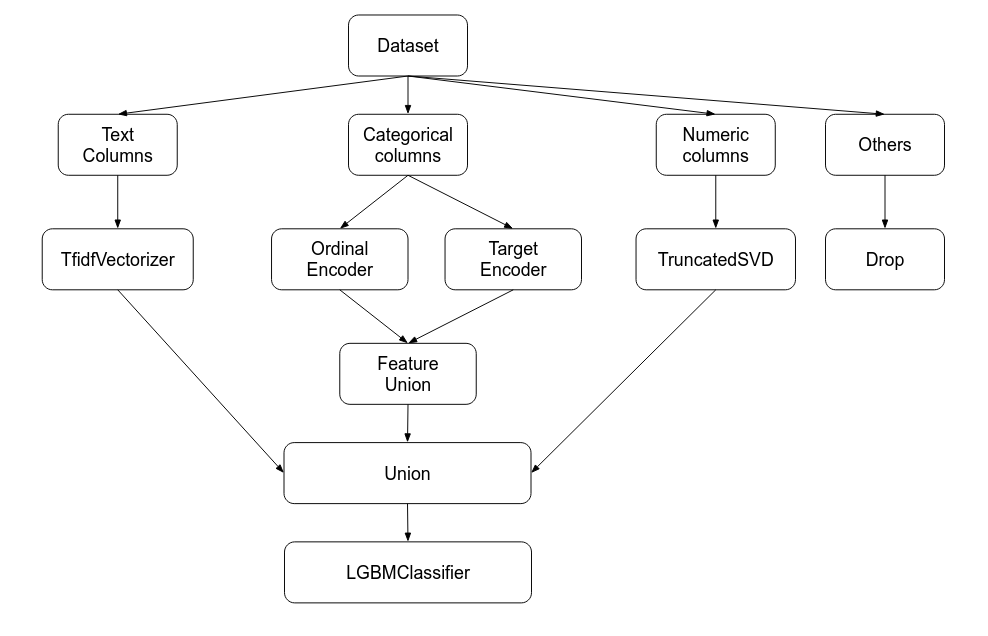 Dataset
Text
Columns
Categorical
columns
Numeric
columns
Others
TfidfVectorizer
Ordinal
Encoder
Target
Encoder
TruncatedSVD
Drop
Feature
Union
Union
LGBMClassifier